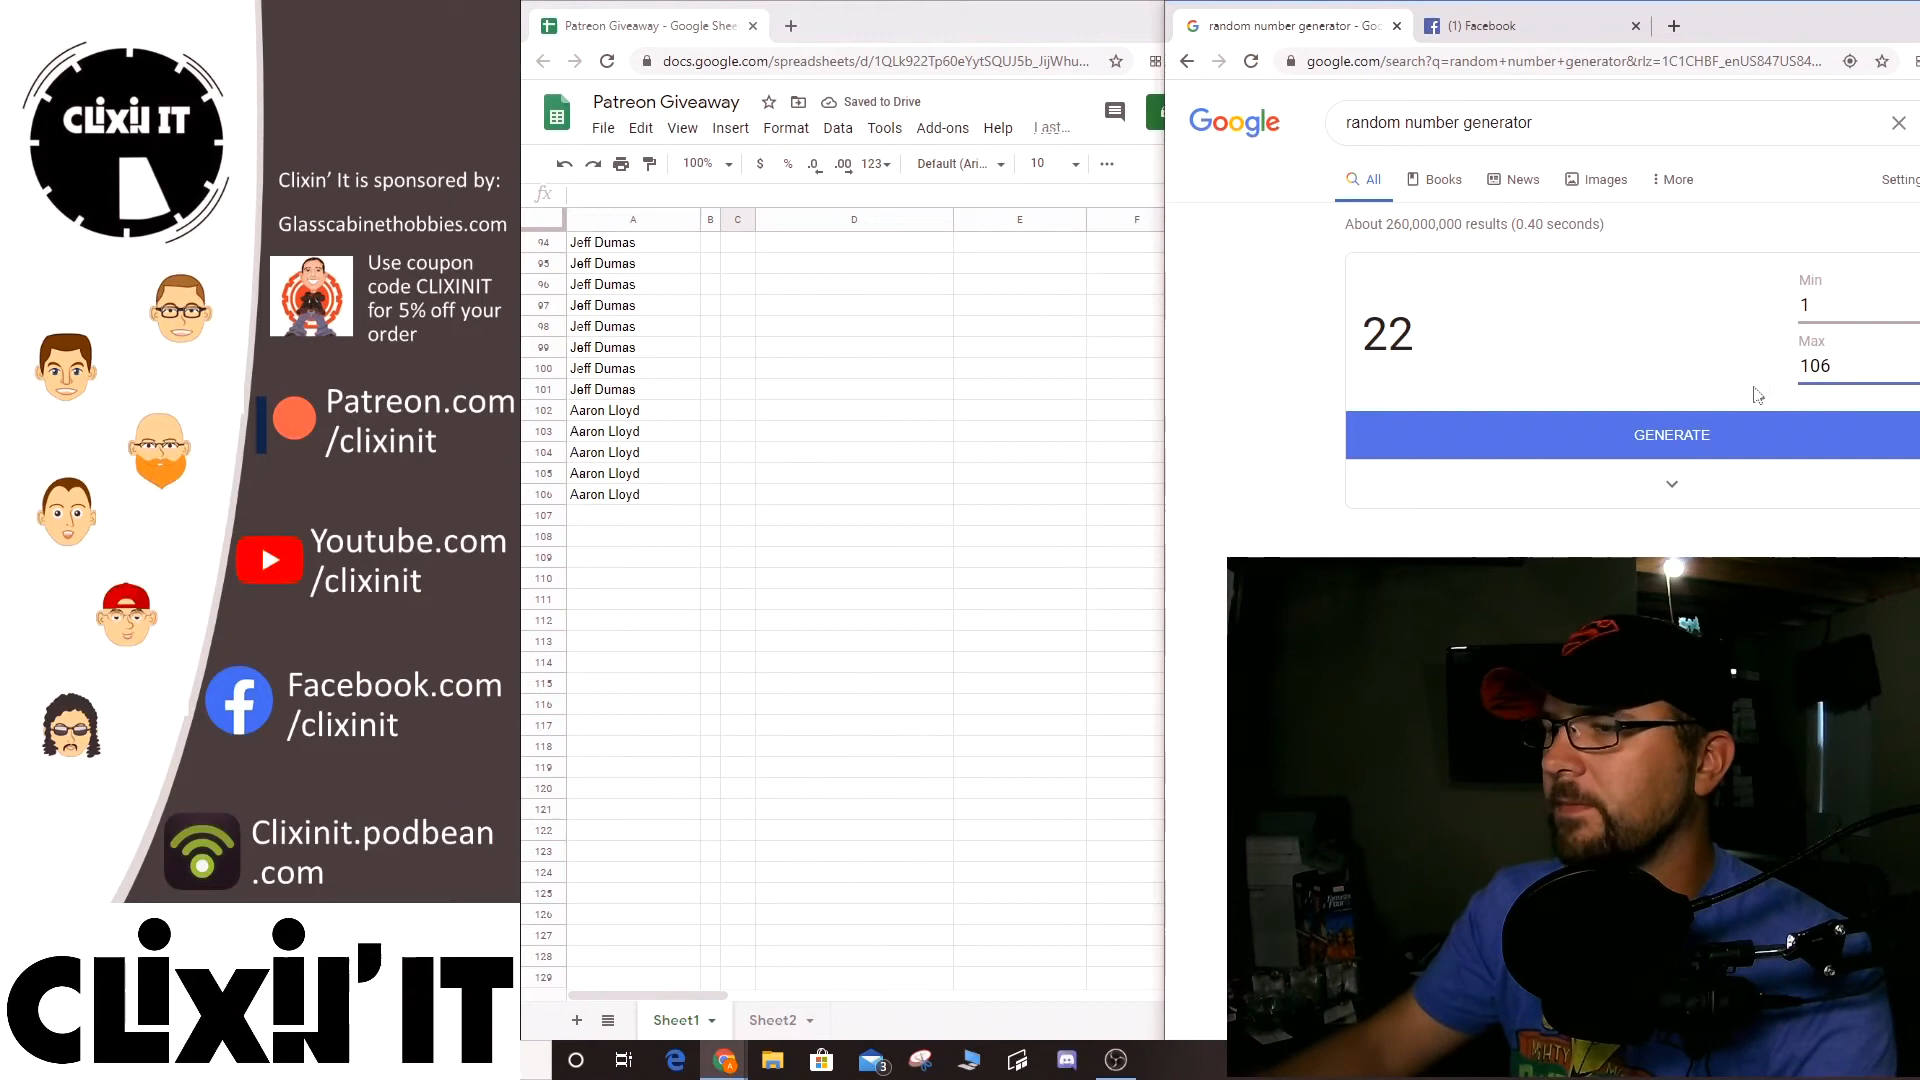 CLiXiN IT
Clixin' It is sponsored by:
Glasscabinethobbies.com
Use coupon
code CLIXINIT
for 5% off your
order
Patreon.com
/clixinit
Youtube.com
/clixinit
Facebook.com
/clixinit
Clixinit.podbean
.com
CLiXiN' IT
Patreon Giveaway - Google Shee
docs.google.com/spreadsheets/d/1QLk922Tp60eYytSQUJ5b_JijWhu...
Patreon Giveaway
Saved to Drive
File Edit View Insert Format Data Tools Add-ons Help Last...
100% $ % .0 .00 123 Default (Ari... 10
fx
A B C D E F
94 Jeff Dumas
95 Jeff Dumas
96 Jeff Dumas
97 Jeff Dumas
98 Jeff Dumas
99 Jeff Dumas
100 Jeff Dumas
101 Jeff Dumas
102 Aaron Lloyd
103 Aaron Lloyd
104 Aaron Lloyd
105 Aaron Lloyd
106 Aaron Lloyd
107
108
109
110
111
112
113
114
115
116
117
118
119
120
121
122
123
124
125
126
127
128
129
Sheet1 Sheet2
3
random number generator - Goo
(1) Facebook
google.com/search?q=random+number+generator&rlz=1C1CHBF_enUS847US84...
Google
random number generator
All Books News Images More Setting
About 260,000,000 results (0.40 seconds)
22
Min
1
Max
106
GENERATE